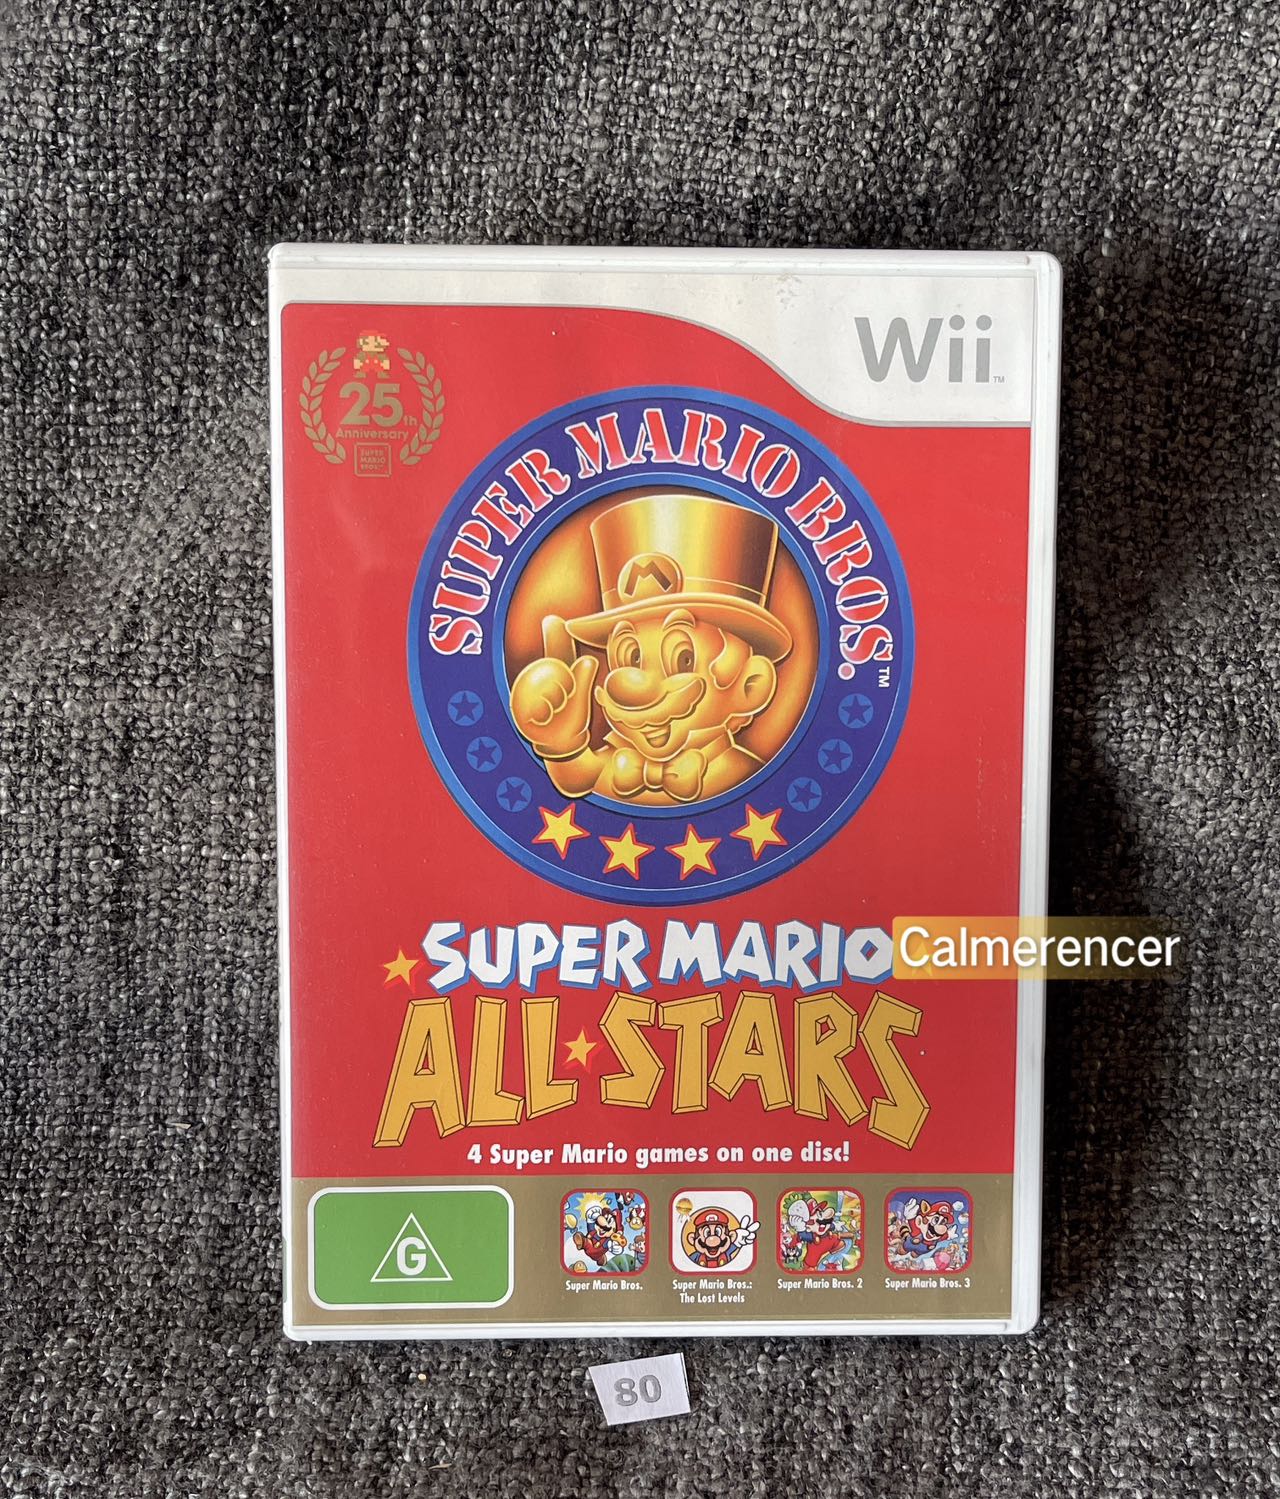 Wii
TM
25th
Anniversary
SUPER
MARIO
BROS.
SUPER MARIO BROS.
TM
M
SUPER MARIO
Calmerencer
ALL★STARS
4 Super Mario games on one disc!
G
Super Mario Bros.
Super Mario Bros.:
The Lost Levels
Super Mario Bros. 2
Super Mario Bros. 3
80